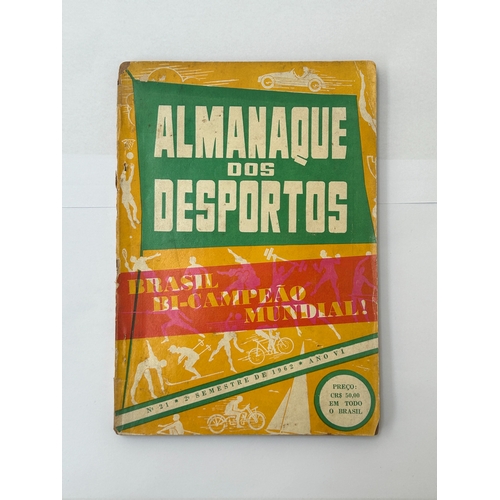 ALMANAQUE
DOS
DESPORTOS
BRASIL
BI-CAMPEÃO
MUNDIAL!
Nº 21 * 2º SEMESTRE DE 1962 * ANO VI
PREÇO:
CR$ 50,00
EM TODO
O BRASIL